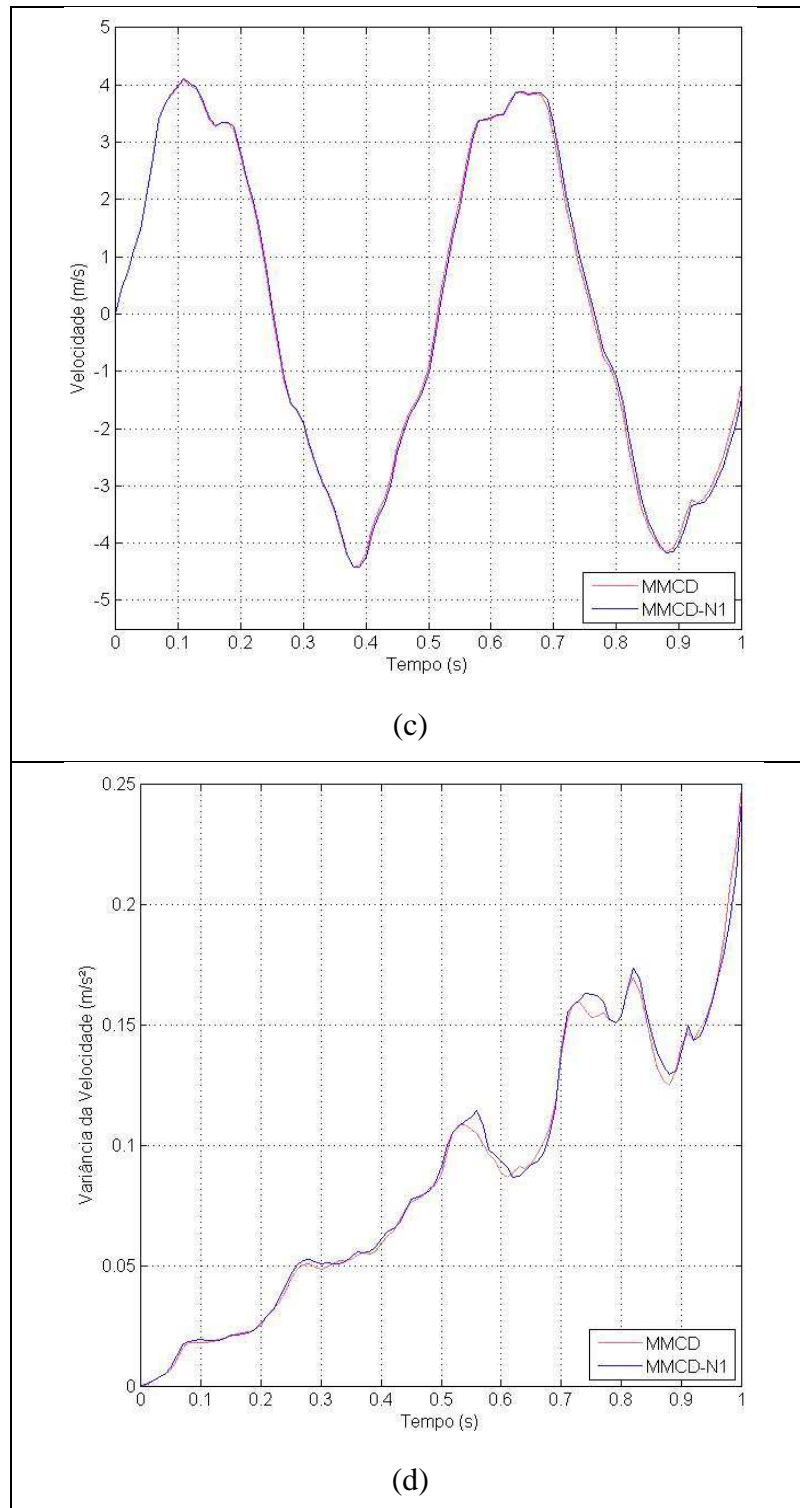 5
4
3
2
1
0
-1
-2
-3
-4
-5
Velocidade (m/s)
MMCD
MMCD-N1
0 0.1 0.2 0.3 0.4 0.5 0.6 0.7 0.8 0.9 1
Tempo (s)
(c)
0.25
0.2
0.15
0.1
0.05
0
Variância da Velocidade (m/s²)
MMCD
MMCD-N1
0 0.1 0.2 0.3 0.4 0.5 0.6 0.7 0.8 0.9 1
Tempo (s)
(d)